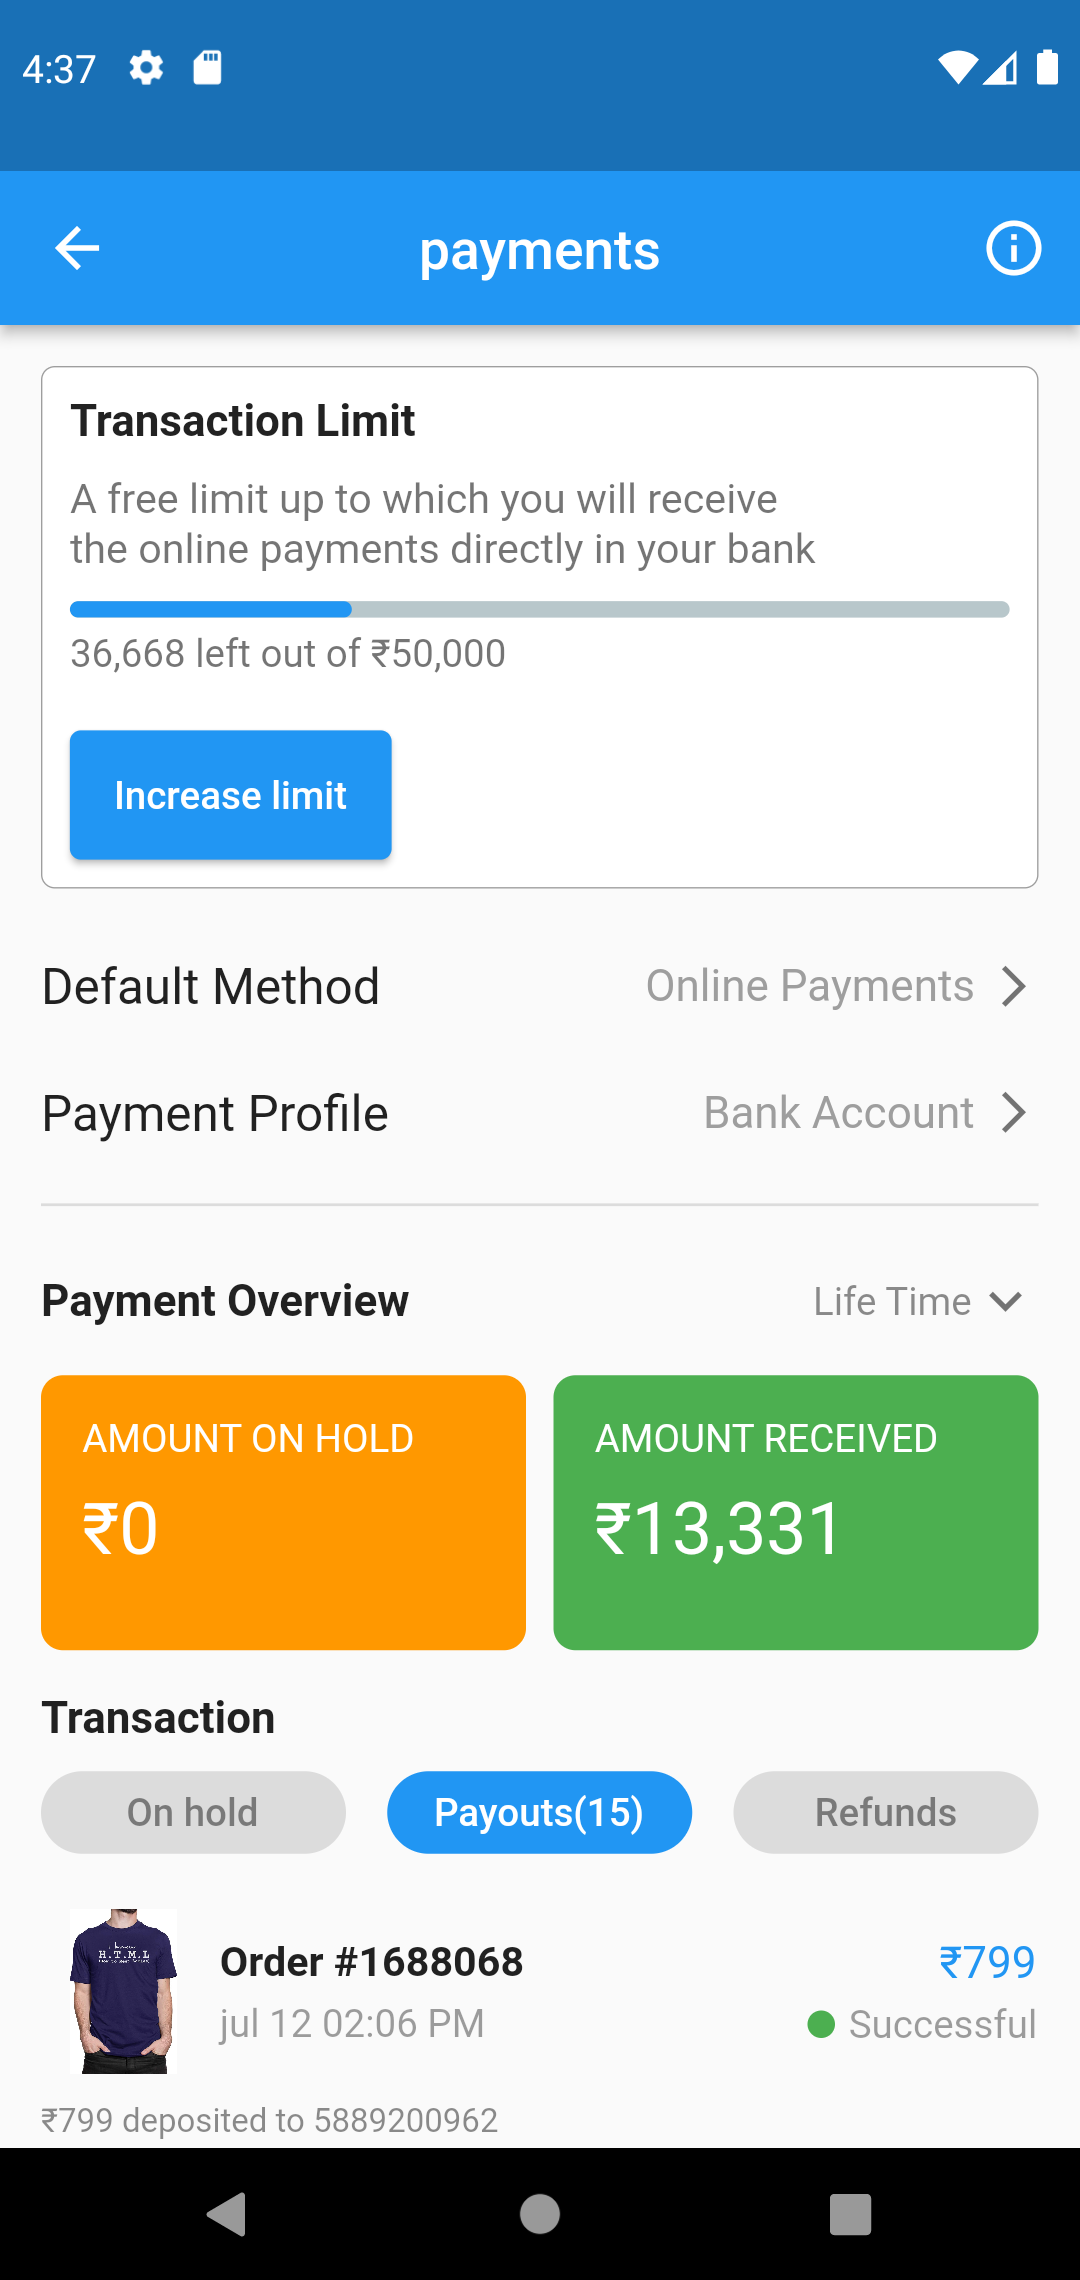 4:37
payments
Transaction Limit
A free limit up to which you will receive
the online payments directly in your bank
36,668 left out of ₹50,000
Increase limit
Default Method
Online Payments
Payment Profile
Bank Account
Payment Overview
Life Time
AMOUNT ON HOLD
₹0
AMOUNT RECEIVED
₹13,331
Transaction
On hold
Payouts(15)
Refunds
H.T.M.L
Order #1688068
₹799
jul 12 02:06 PM
Successful
₹799 deposited to 5889200962